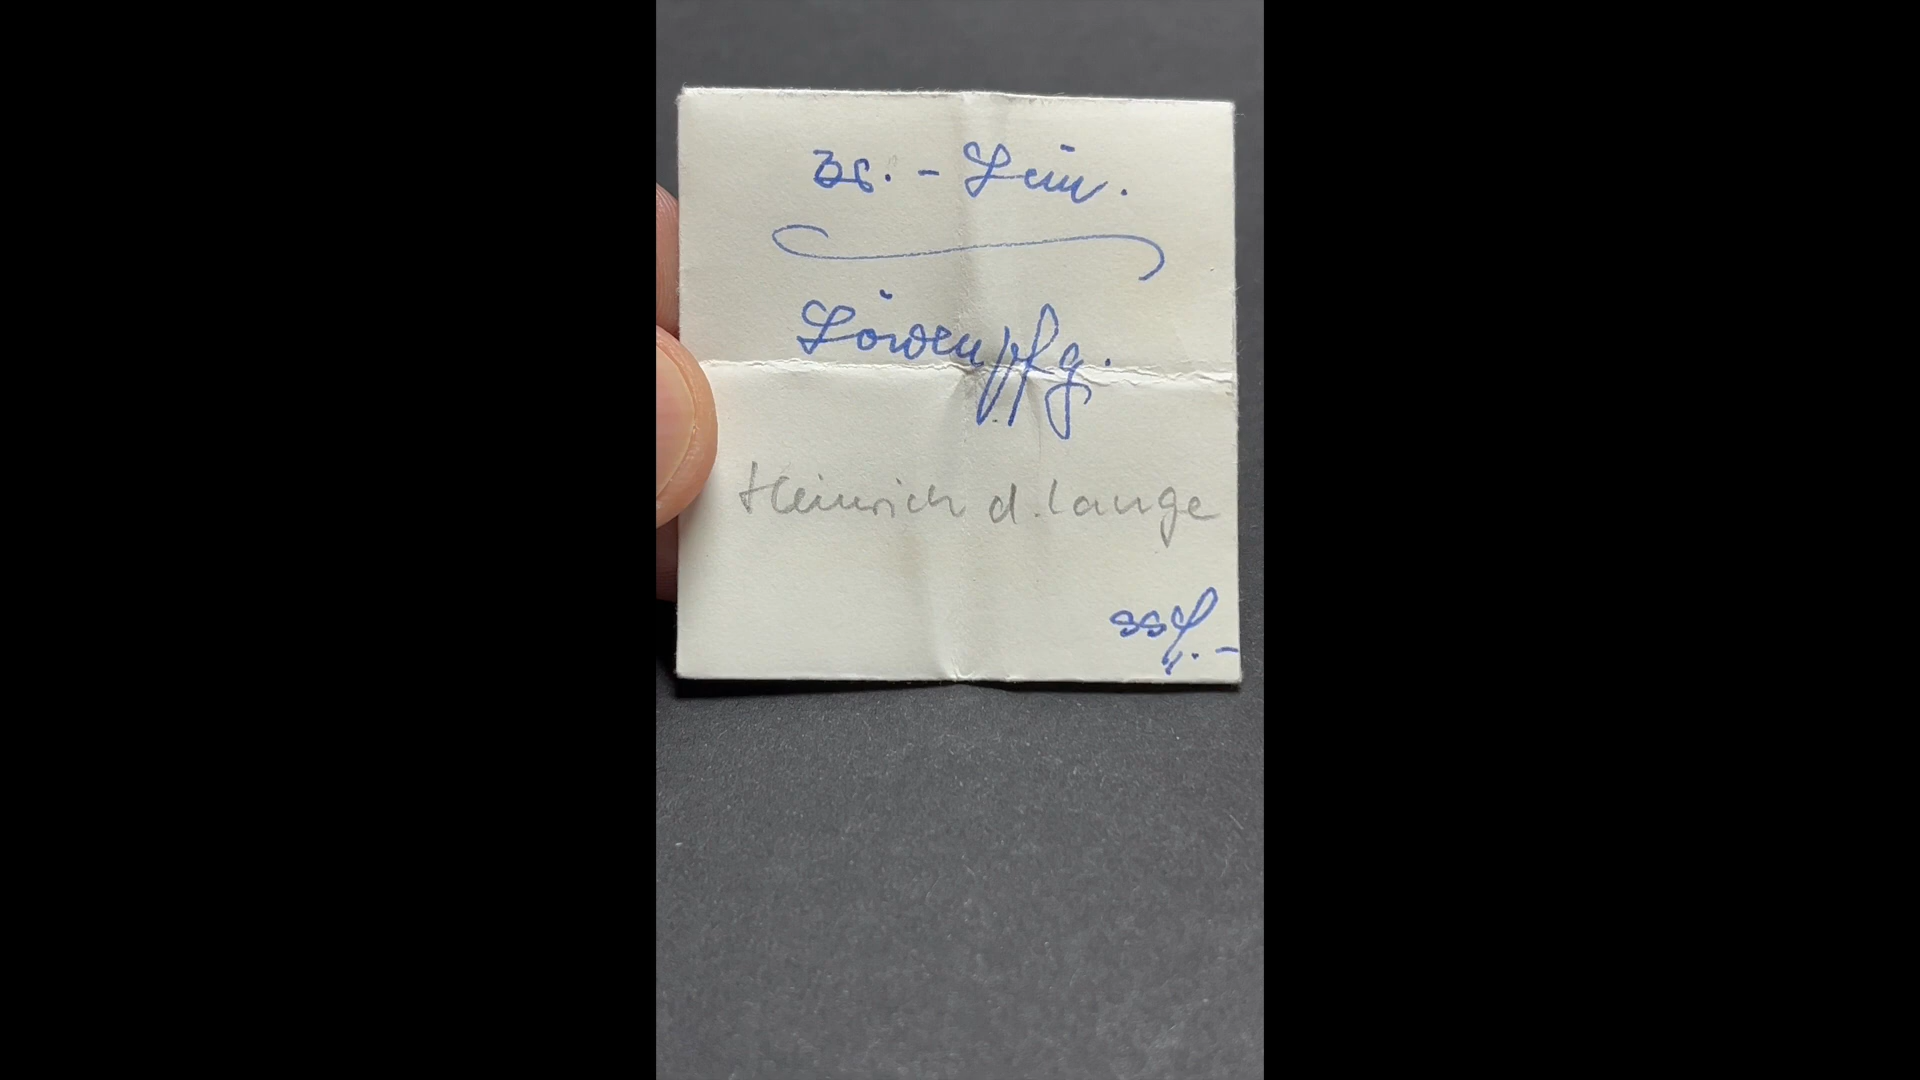 Br. - Lün.
Löwenpfg.
Heinrich d. Lange
ss/f. -